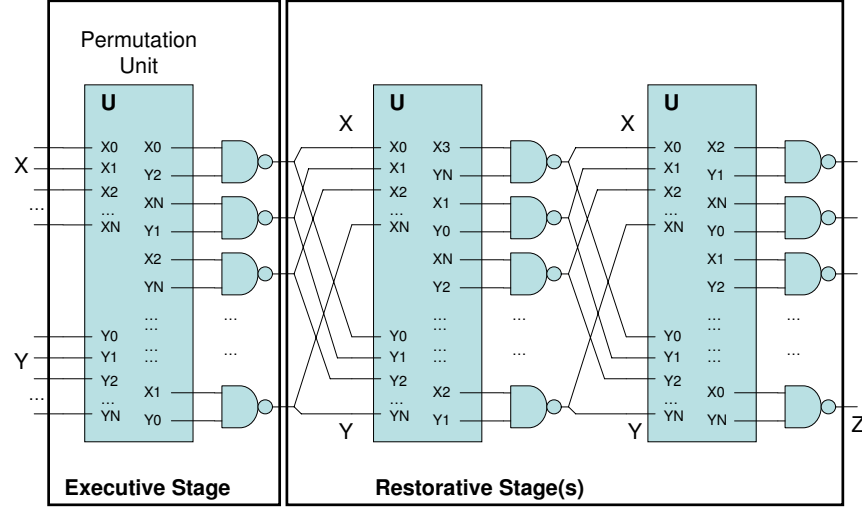 Permutation
Unit
U
X0 X0
X1 Y2
X2 XN
...
XN Y1
X2
YN
...
...
Y0 ...
Y1 ...
Y2 X1
...
YN Y0
X
...
Y
...
...
...
Executive Stage
X
U
X0 X3
X1 YN
X2 X1
...
XN Y0
XN
Y2
...
...
Y0 ...
Y1 ...
Y2 X2
...
YN Y1
Y
...
...
X
U
X0 X2
X1 Y1
X2 XN
...
XN Y0
X1
Y2
...
...
Y0 ...
Y1 ...
Y2 X0
...
YN YN
Y
...
...
Z
Restorative Stage(s)